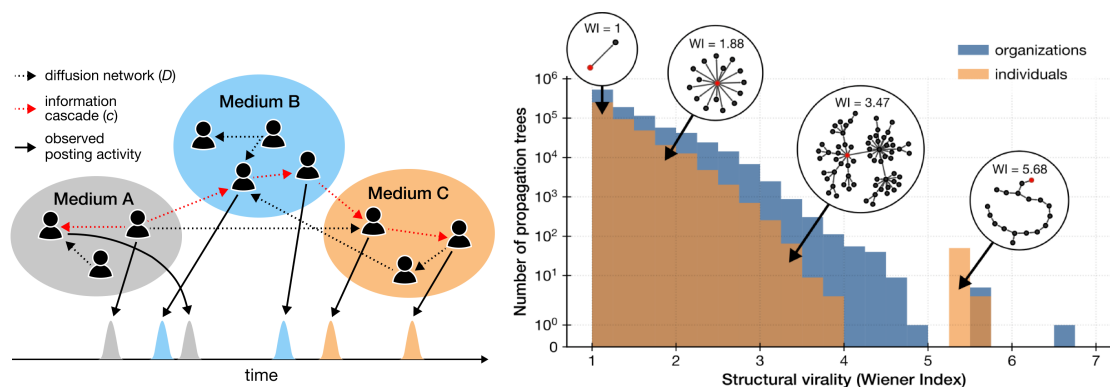 diffusion network (D)
information
cascade (c)
observed
posting activity
Medium B
Medium A
Medium C
time
WI = 1
WI = 1.88
WI = 3.47
WI = 5.68
organizations
individuals
Number of propagation trees
10⁶
10⁵
10⁴
10³
10²
10¹
10⁰
0
1 2 3 4 5 6 7
Structural virality (Wiener Index)